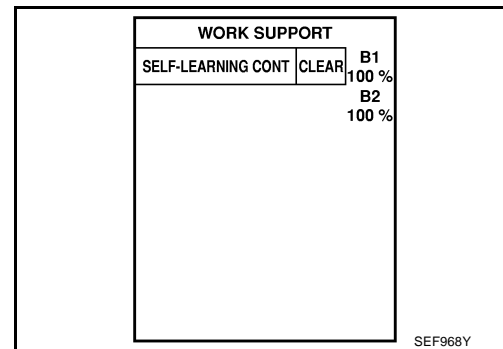 WORK SUPPORT
SELF-LEARNING CONT CLEAR B1
100 %
B2
100 %
SEF968Y